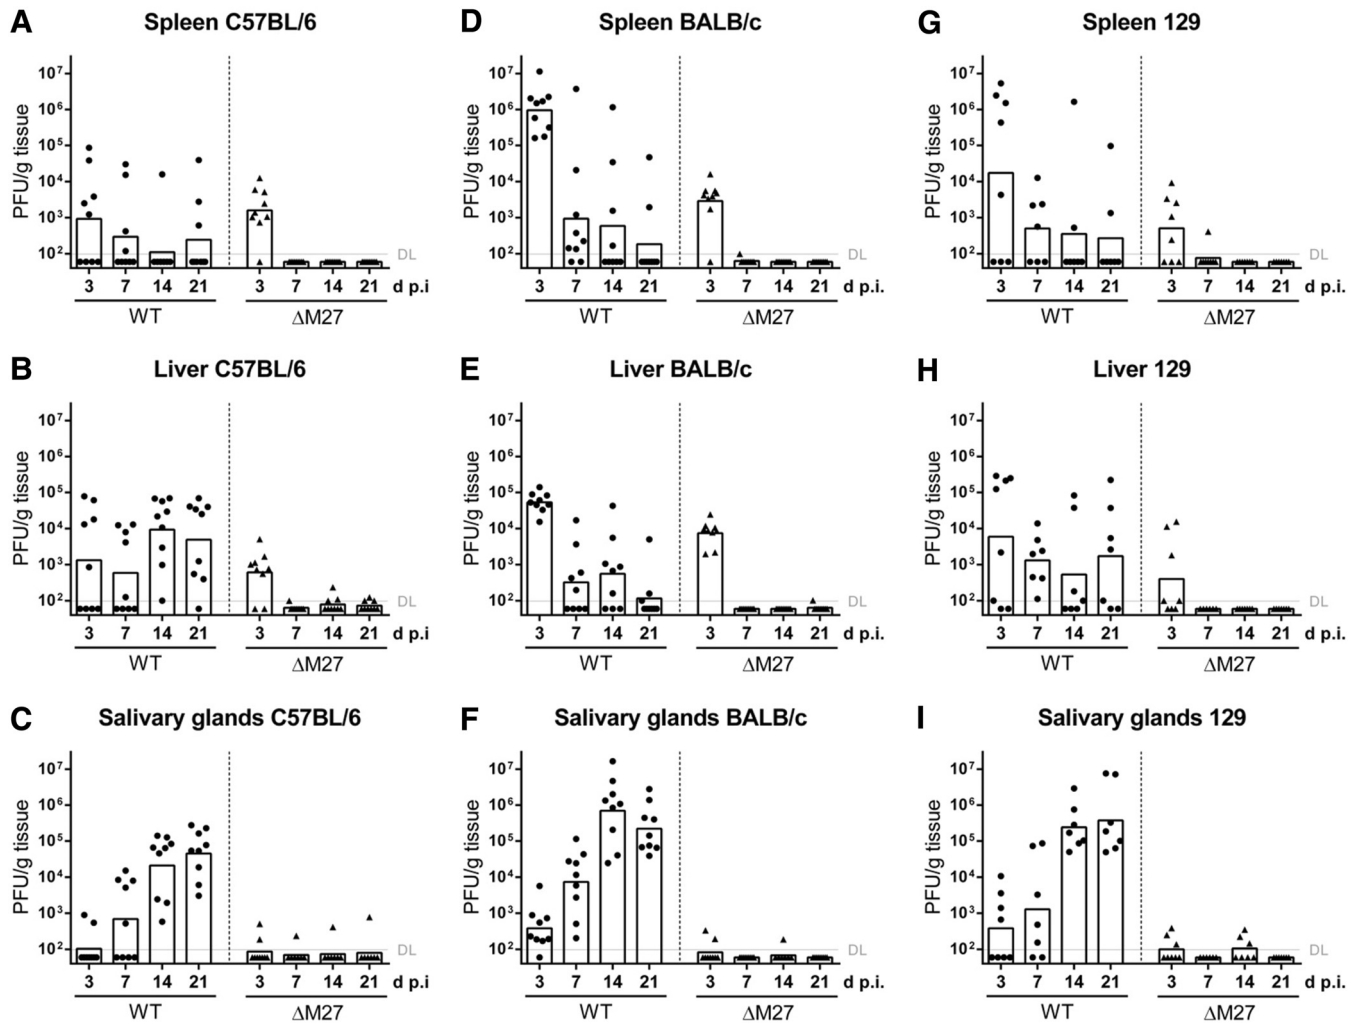 A Spleen C57BL/6
PFU/g tissue
10⁷
10⁶
10⁵
10⁴
10³
10²
DL
3 7 14 21 3 7 14 21 d p.i.
WT ΔM27
D Spleen BALB/c
PFU/g tissue
10⁷
10⁶
10⁵
10⁴
10³
10²
DL
3 7 14 21 3 7 14 21 d p.i.
WT ΔM27
G Spleen 129
PFU/g tissue
10⁷
10⁶
10⁵
10⁴
10³
10²
DL
3 7 14 21 3 7 14 21 d p.i.
WT ΔM27
B Liver C57BL/6
PFU/g tissue
10⁷
10⁶
10⁵
10⁴
10³
10²
DL
3 7 14 21 3 7 14 21 d p.i
WT ΔM27
E Liver BALB/c
PFU/g tissue
10⁷
10⁶
10⁵
10⁴
10³
10²
DL
3 7 14 21 3 7 14 21 d p.i.
WT ΔM27
H Liver 129
PFU/g tissue
10⁷
10⁶
10⁵
10⁴
10³
10²
DL
3 7 14 21 3 7 14 21 d p.i.
WT ΔM27
C Salivary glands C57BL/6
PFU/g tissue
10⁷
10⁶
10⁵
10⁴
10³
10²
DL
3 7 14 21 3 7 14 21 d p.i.
WT ΔM27
F Salivary glands BALB/c
PFU/g tissue
10⁷
10⁶
10⁵
10⁴
10³
10²
DL
3 7 14 21 3 7 14 21 d p.i.
WT ΔM27
I Salivary glands 129
PFU/g tissue
10⁷
10⁶
10⁵
10⁴
10³
10²
DL
3 7 14 21 3 7 14 21 d p.i.
WT ΔM27